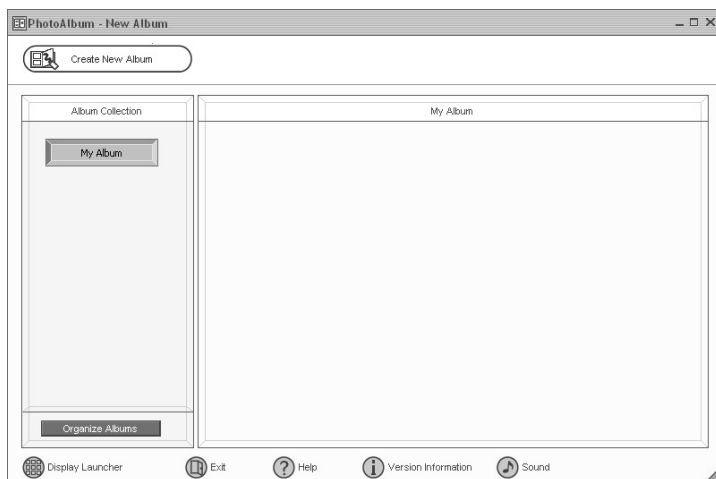 PhotoAlbum - New Album
Create New Album
Album Collection
My Album
My Album
Organize Albums
Display Launcher
Exit
Help
Version Information
Sound